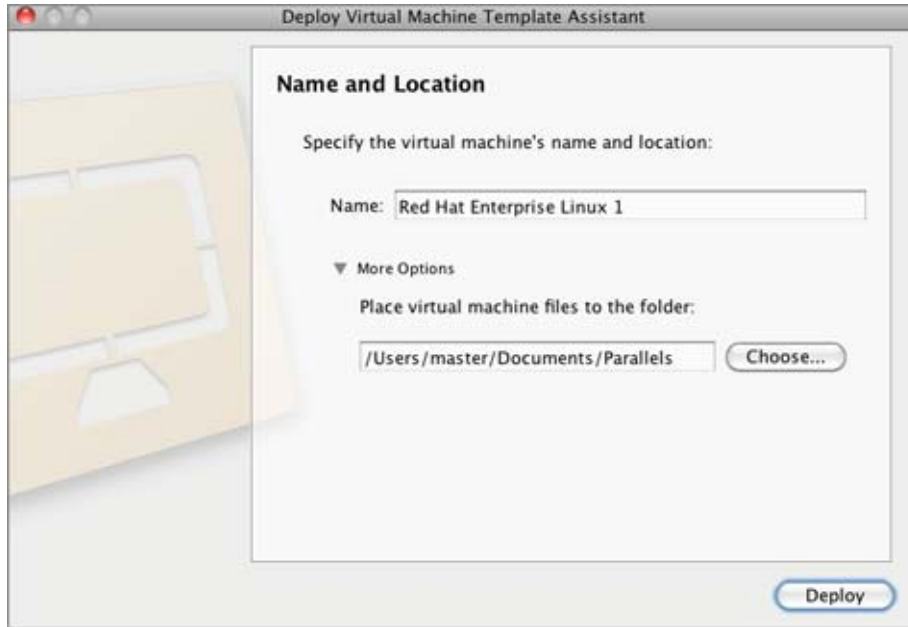 Deploy Virtual Machine Template Assistant
Name and Location
Specify the virtual machine's name and location:
Name: Red Hat Enterprise Linux 1
More Options
Place virtual machine files to the folder:
/Users/master/Documents/Parallels Choose...
Deploy